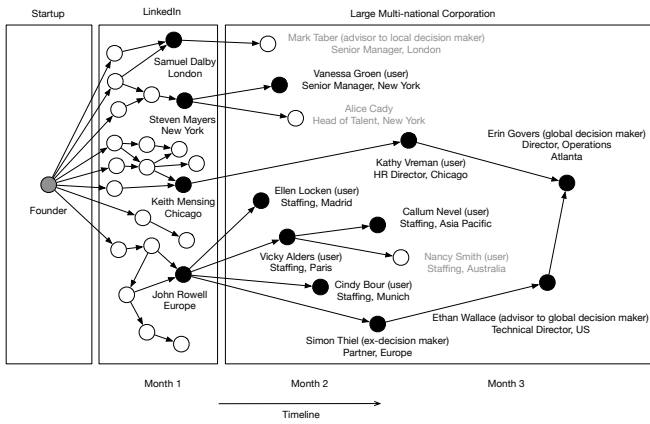 Startup
LinkedIn
Large Multi-national Corporation
Mark Taber (advisor to local decision maker)
Senior Manager, London
Samuel Dalby
London
Vanessa Groen (user)
Senior Manager, New York
Steven Mayers
New York
Alice Cady
Head of Talent, New York
Erin Govers (global decision maker)
Director, Operations
Atlanta
Kathy Vreman (user)
HR Director, Chicago
Keith Mensing
Chicago
Founder
Ellen Locken (user)
Staffing, Madrid
Callum Nevel (user)
Staffing, Asia Pacific
Vicky Alders (user)
Staffing, Paris
Nancy Smith (user)
Staffing, Australia
John Rowell
Europe
Cindy Bour (user)
Staffing, Munich
Ethan Wallace (advisor to global decision maker)
Technical Director, US
Simon Thiel (ex-decision maker)
Partner, Europe
Month 1
Month 2
Month 3
Timeline